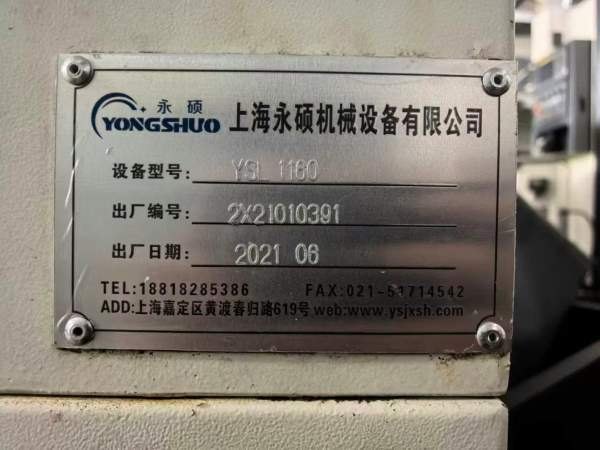 永硕
YONGSHUO
上海永硕机械设备有限公司
设备型号: YSL 1160
出厂编号: 2X21010391
出厂日期: 2021 06
TEL:18818285386 FAX:021-51714542
ADD:上海嘉定区黄渡春归路619号 web:www.ysjxsh.com